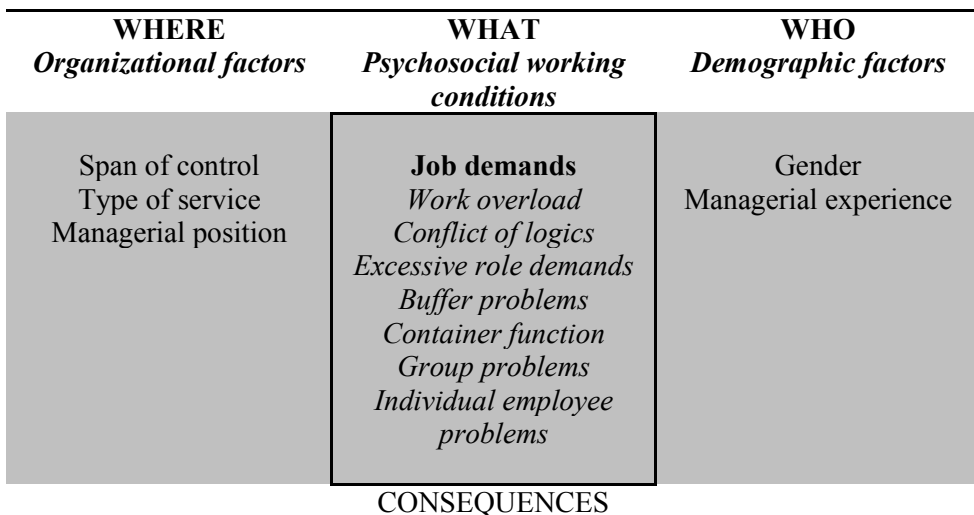 WHERE
Organizational factors
WHAT
Psychosocial working
conditions
WHO
Demographic factors
Span of control
Type of service
Managerial position
Job demands
Work overload
Conflict of logics
Excessive role demands
Buffer problems
Container function
Group problems
Individual employee
problems
Gender
Managerial experience
CONSEQUENCES